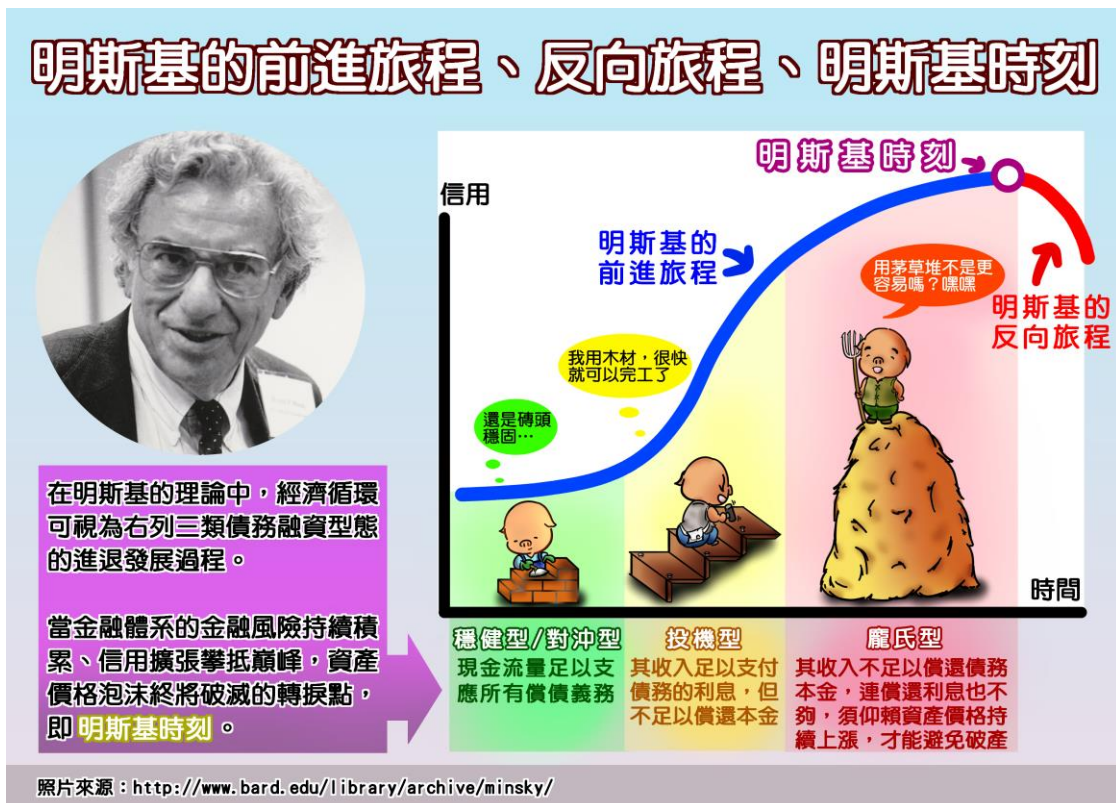 明斯基的前進旅程、反向旅程、明斯基時刻
在明斯基的理論中，經濟循環
可視為右列三類債務融資型態
的進退發展過程。
當金融體系的金融風險持續積
累、信用擴張攀抵巔峰，資產
價格泡沫終將破滅的轉捩點，
即 明斯基時刻 。
信用
明斯基時刻
明斯基的
前進旅程
明斯基的
反向旅程
還是磚頭
穩固…
我用木材，很快
就可以完工了
用茅草堆不是更
容易嗎？嘿嘿
時間
穩健型/對沖型
現金流量足以支
應所有償債義務
投機型
其收入足以支付
債務的利息，但
不足以償還本金
龐氏型
其收入不足以償還債務
本金，連償還利息也不
夠，須仰賴資產價格持
續上漲，才能避免破產
照片來源：http://www.bard.edu/library/archive/minsky/